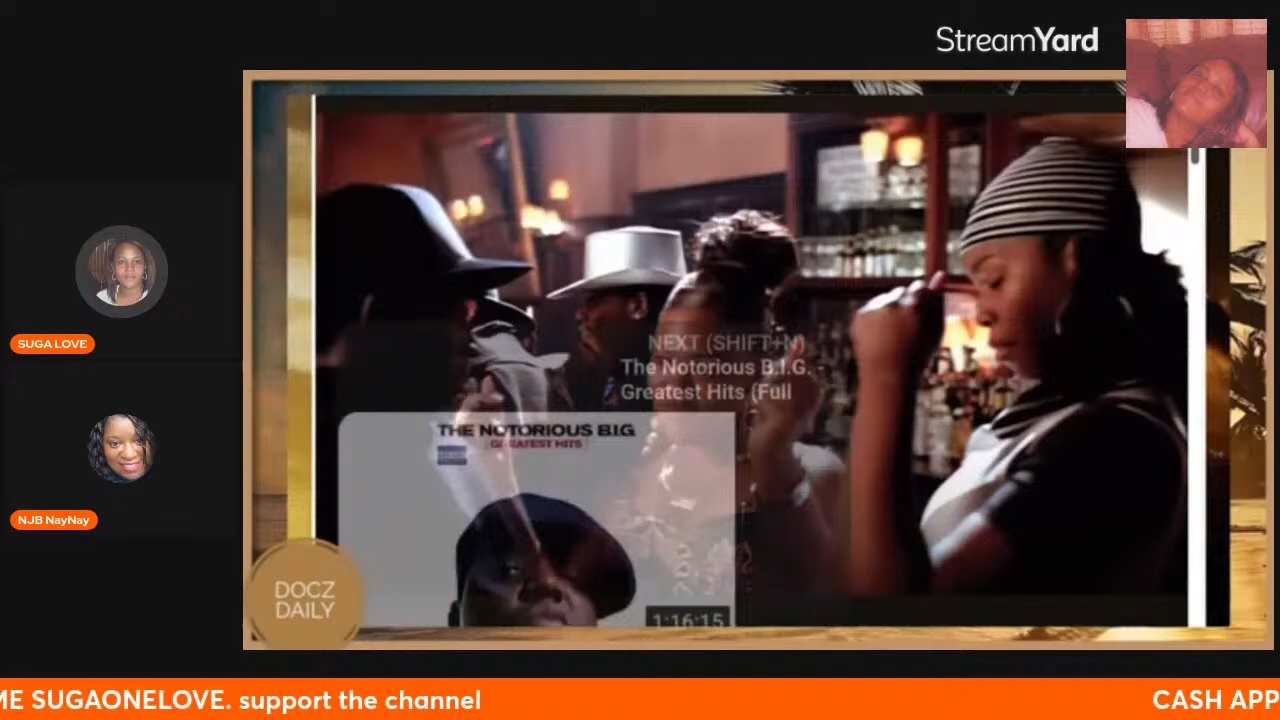 StreamYard
SUGA LOVE
NJB NayNay
NEXT (SHIFT+N)
The Notorious B.I.G. -
Greatest Hits (Full
THE NOTORIOUS B.I.G.
GREATEST HITS
1:16:15
DOCZ
DAILY
ME SUGAONELOVE. support the channel
CASH APP